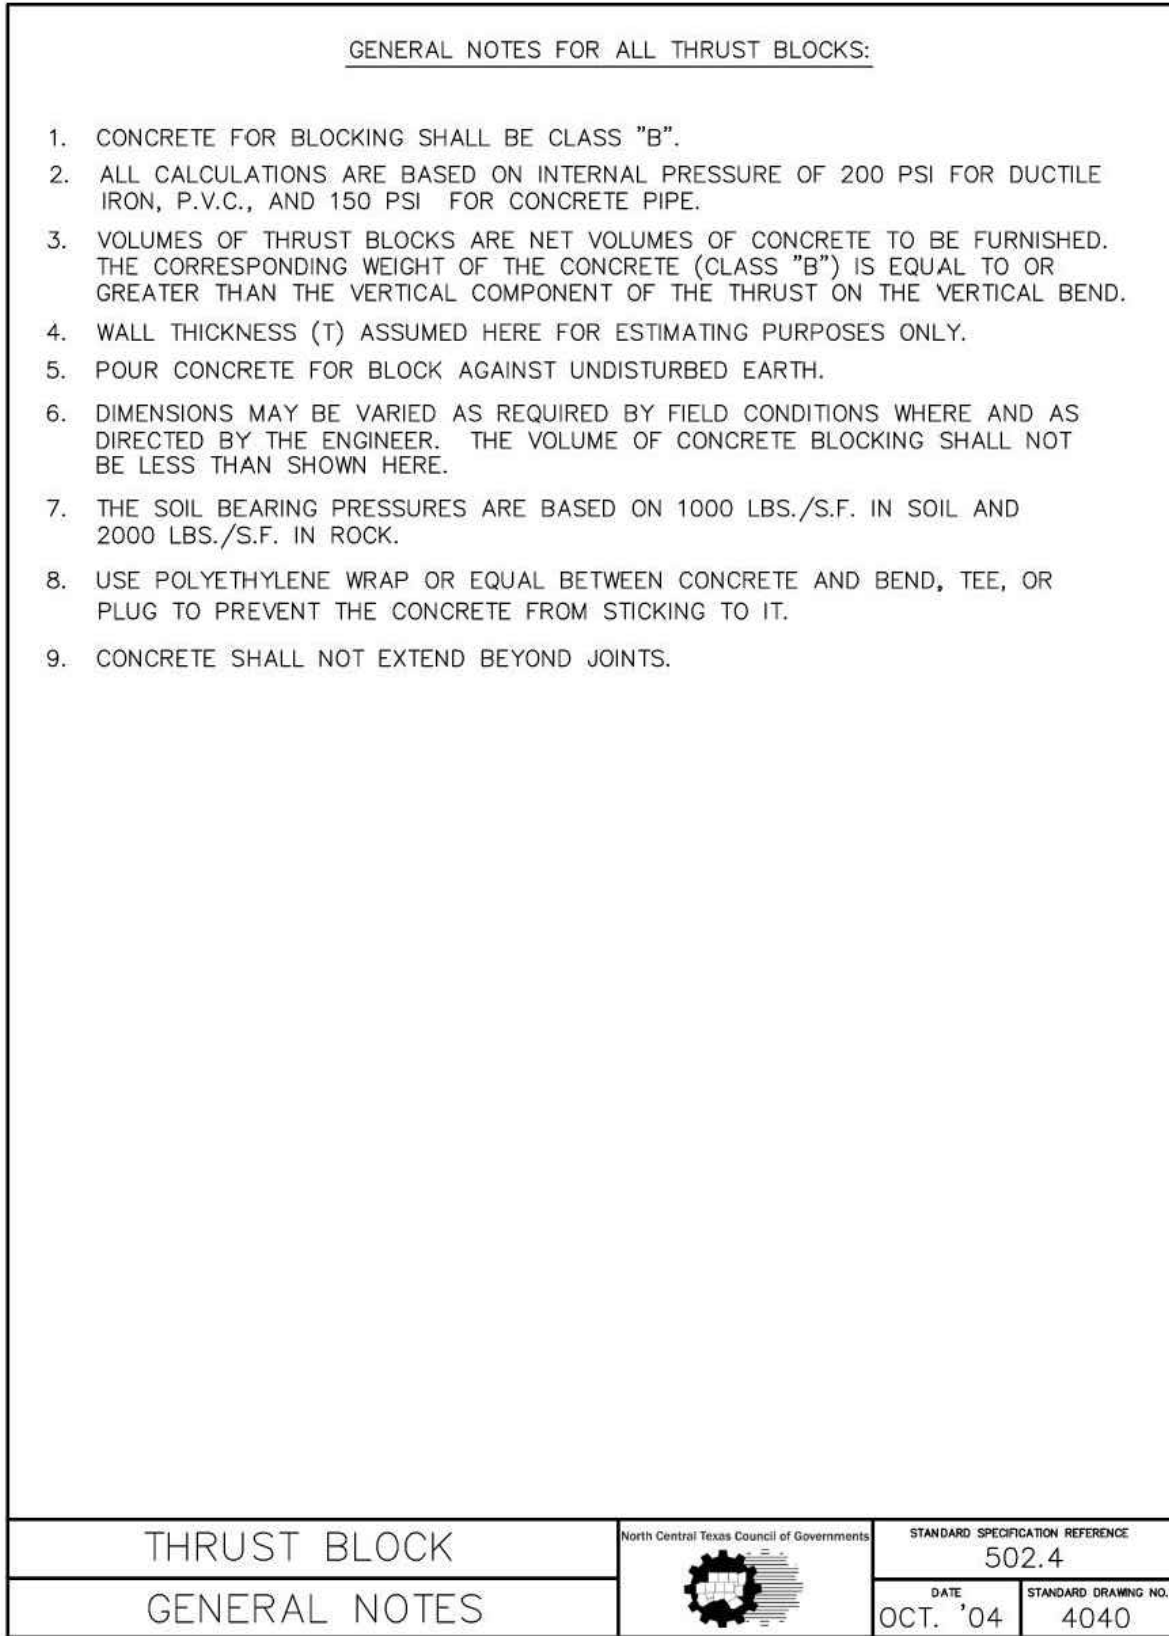 GENERAL NOTES FOR ALL THRUST BLOCKS:
1. CONCRETE FOR BLOCKING SHALL BE CLASS "B".
2. ALL CALCULATIONS ARE BASED ON INTERNAL PRESSURE OF 200 PSI FOR DUCTILE
IRON, P.V.C., AND 150 PSI FOR CONCRETE PIPE.
3. VOLUMES OF THRUST BLOCKS ARE NET VOLUMES OF CONCRETE TO BE FURNISHED.
THE CORRESPONDING WEIGHT OF THE CONCRETE (CLASS "B") IS EQUAL TO OR
GREATER THAN THE VERTICAL COMPONENT OF THE THRUST ON THE VERTICAL BEND.
4. WALL THICKNESS (T) ASSUMED HERE FOR ESTIMATING PURPOSES ONLY.
5. POUR CONCRETE FOR BLOCK AGAINST UNDISTURBED EARTH.
6. DIMENSIONS MAY BE VARIED AS REQUIRED BY FIELD CONDITIONS WHERE AND AS
DIRECTED BY THE ENGINEER. THE VOLUME OF CONCRETE BLOCKING SHALL NOT
BE LESS THAN SHOWN HERE.
7. THE SOIL BEARING PRESSURES ARE BASED ON 1000 LBS./S.F. IN SOIL AND
2000 LBS./S.F. IN ROCK.
8. USE POLYETHYLENE WRAP OR EQUAL BETWEEN CONCRETE AND BEND, TEE, OR
PLUG TO PREVENT THE CONCRETE FROM STICKING TO IT.
9. CONCRETE SHALL NOT EXTEND BEYOND JOINTS.
THRUST BLOCK
GENERAL NOTES
North Central Texas Council of Governments
STANDARD SPECIFICATION REFERENCE
502.4
DATE
OCT. '04
STANDARD DRAWING NO.
4040